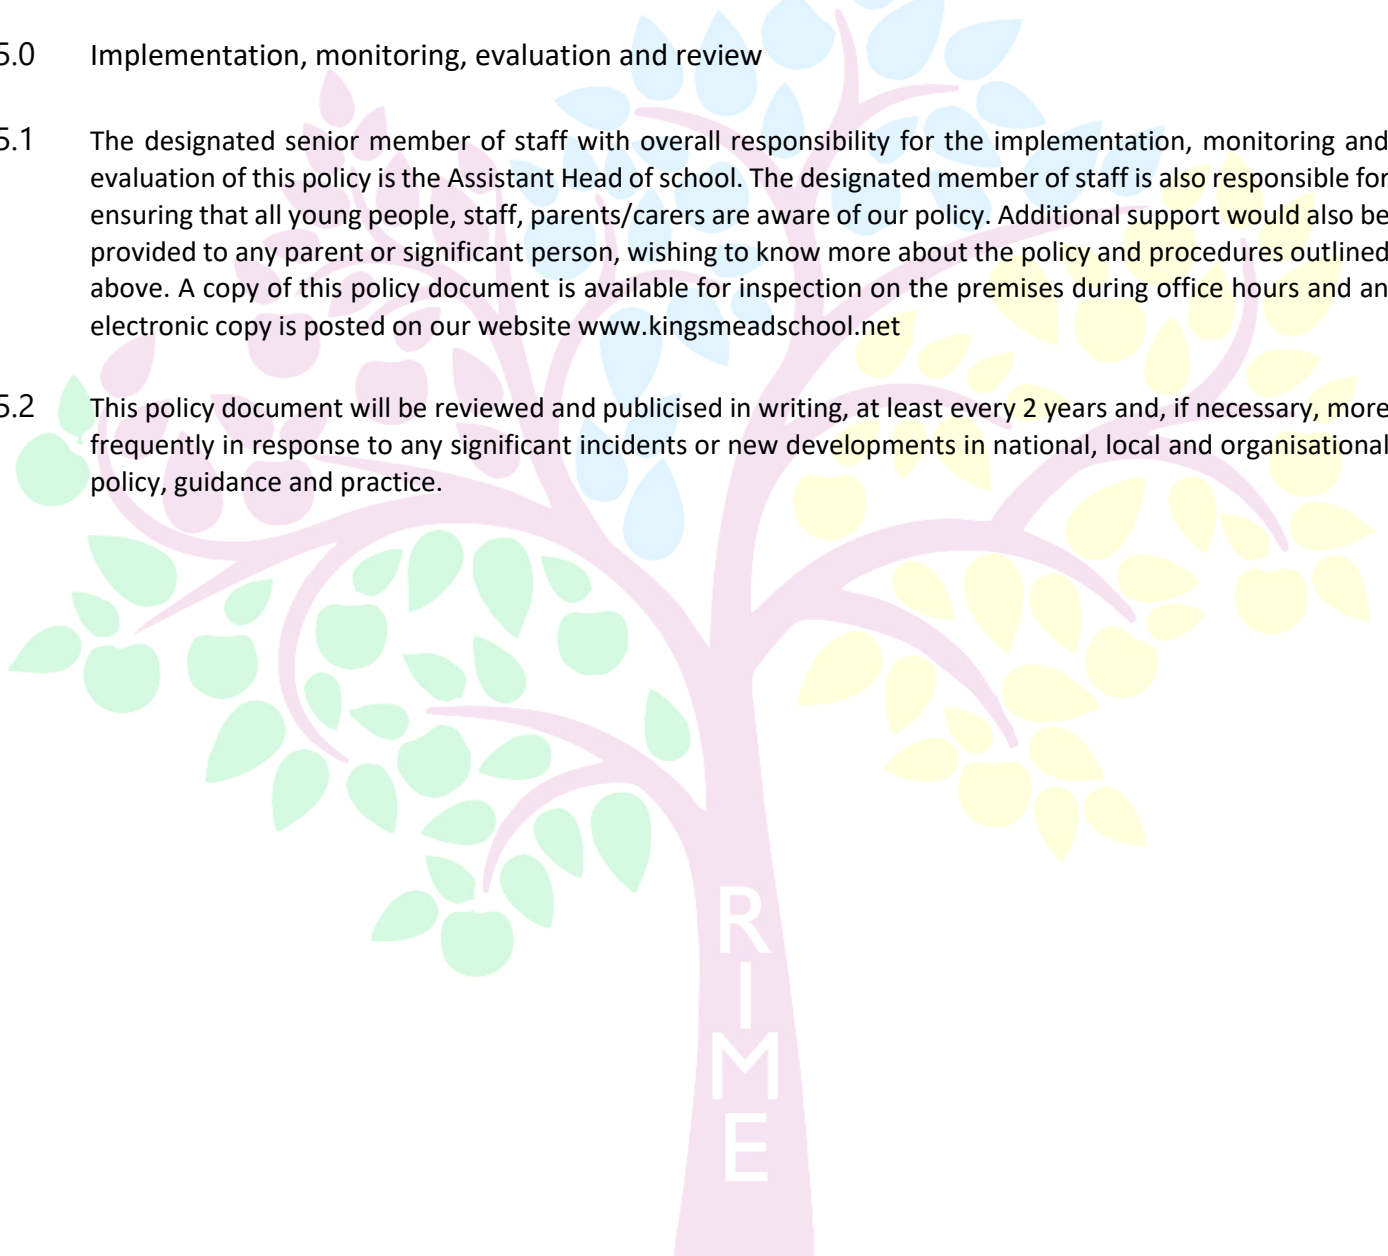 5.0 Implementation, monitoring, evaluation and review
5.1 The designated senior member of staff with overall responsibility for the implementation, monitoring and
evaluation of this policy is the Assistant Head of school. The designated member of staff is also responsible for
ensuring that all young people, staff, parents/carers are aware of our policy. Additional support would also be
provided to any parent or significant person, wishing to know more about the policy and procedures outlined
above. A copy of this policy document is available for inspection on the premises during office hours and an
electronic copy is posted on our website www.kingsmeadschool.net
5.2 This policy document will be reviewed and publicised in writing, at least every 2 years and, if necessary, more
frequently in response to any significant incidents or new developments in national, local and organisational
policy, guidance and practice.
R
I
M
E